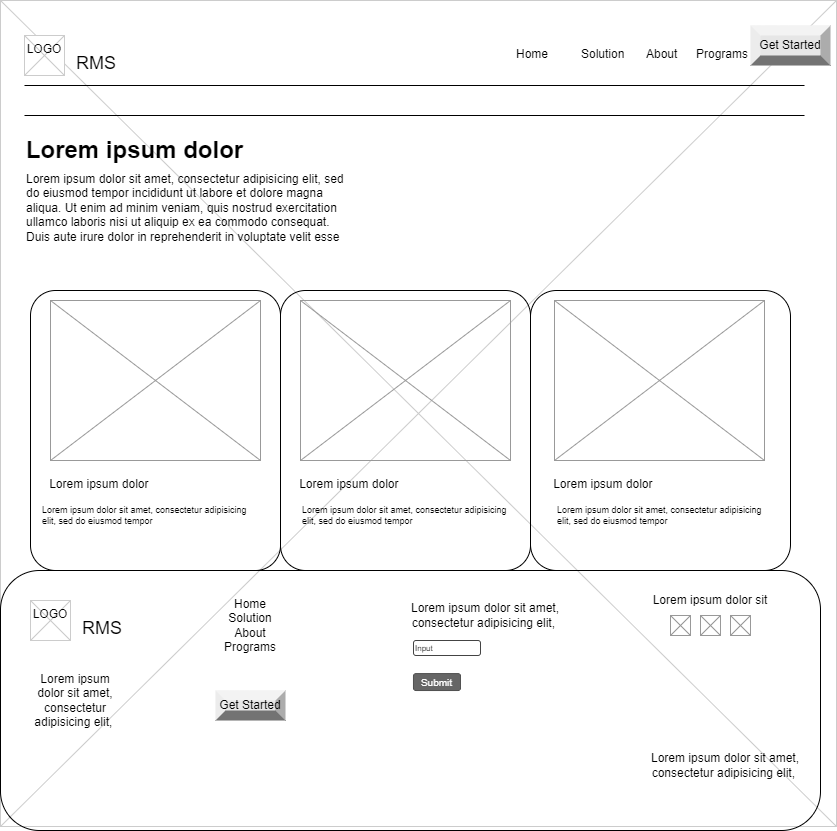 LOGO
RMS
Home
Solution
About
Programs
Get Started
Lorem ipsum dolor
Lorem ipsum dolor sit amet, consectetur adipisicing elit, sed
do eiusmod tempor incididunt ut labore et dolore magna
aliqua. Ut enim ad minim veniam, quis nostrud exercitation
ullamco laboris nisi ut aliquip ex ea commodo consequat.
Duis aute irure dolor in reprehenderit in voluptate velit esse
Lorem ipsum dolor
Lorem ipsum dolor sit amet, consectetur adipisicing
elit, sed do eiusmod tempor
Lorem ipsum dolor
Lorem ipsum dolor sit amet, consectetur adipisicing
elit, sed do eiusmod tempor
Lorem ipsum dolor
Lorem ipsum dolor sit amet, consectetur adipisicing
elit, sed do eiusmod tempor
LOGO
RMS
Lorem ipsum
dolor sit amet,
consectetur
adipisicing elit,
Home
Solution
About
Programs
Get Started
Lorem ipsum dolor sit amet,
consectetur adipisicing elit,
Input
Submit
Lorem ipsum dolor sit
Lorem ipsum dolor sit amet,
consectetur adipisicing elit,